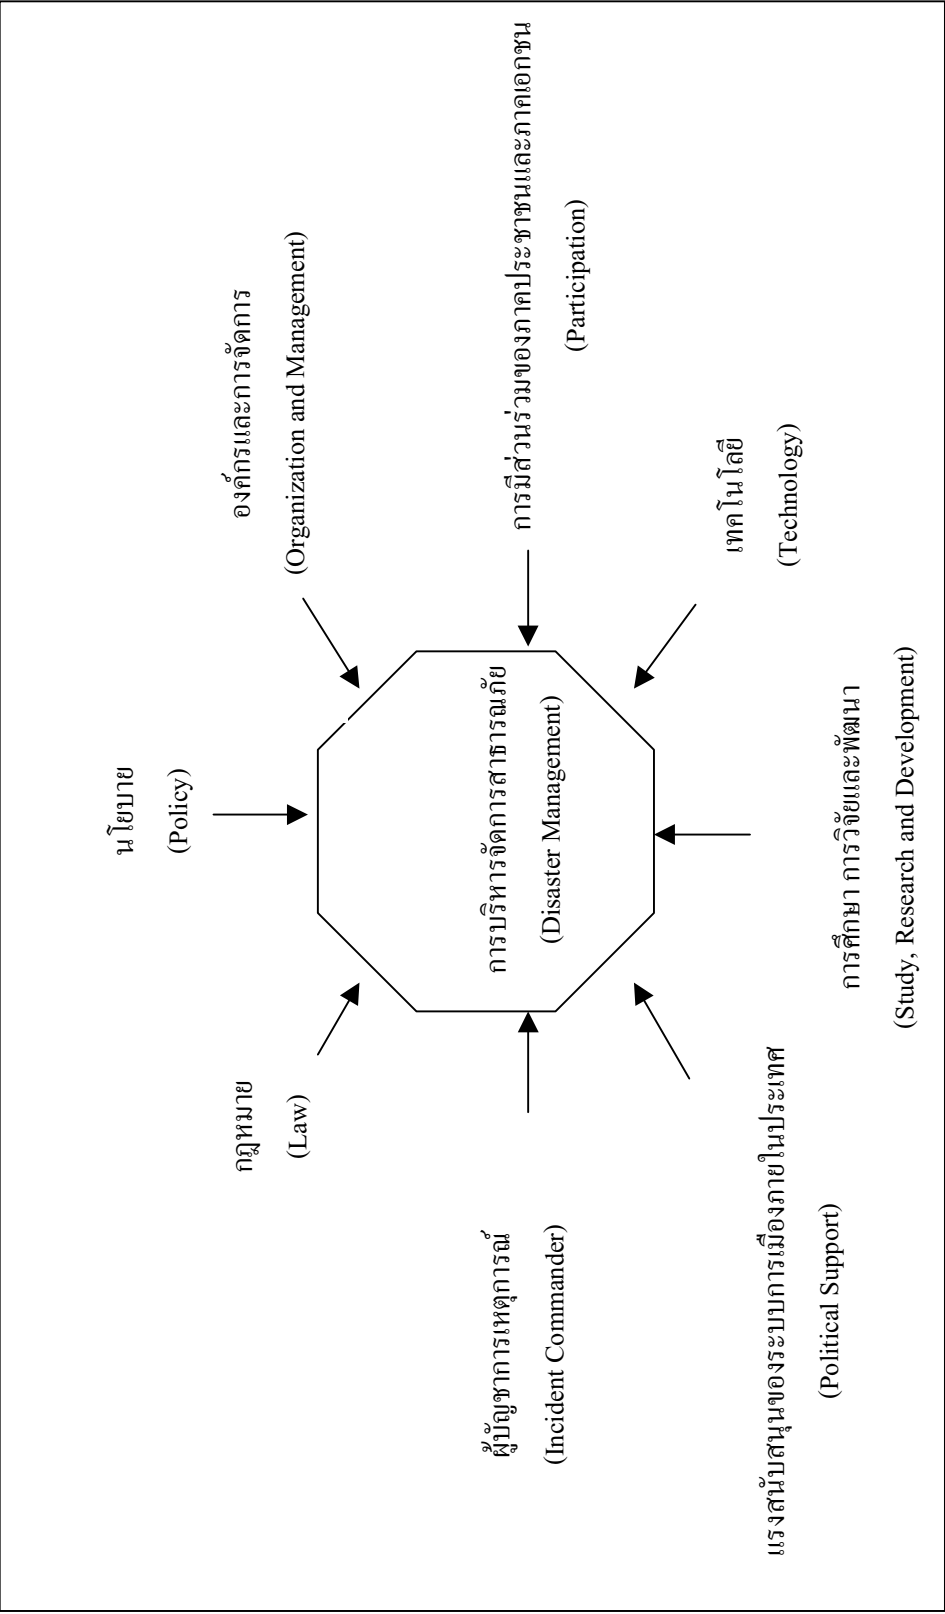 นโยบาย
(Policy)
กฎหมาย
(Law)
องค์กรและการจัดการ
(Organization and Management)
ผู้บัญชาการเหตุการณ์
(Incident Commander)
การบริหารจัดการสาธารณภัย
(Disaster Management)
การมีส่วนร่วมของภาคประชาชนและภาคเอกชน
(Participation)
แรงสนับสนุนของระบบการเมืองภายในประเทศ
(Political Support)
เทคโนโลยี
(Technology)
การศึกษา การวิจัยและพัฒนา
(Study, Research and Development)